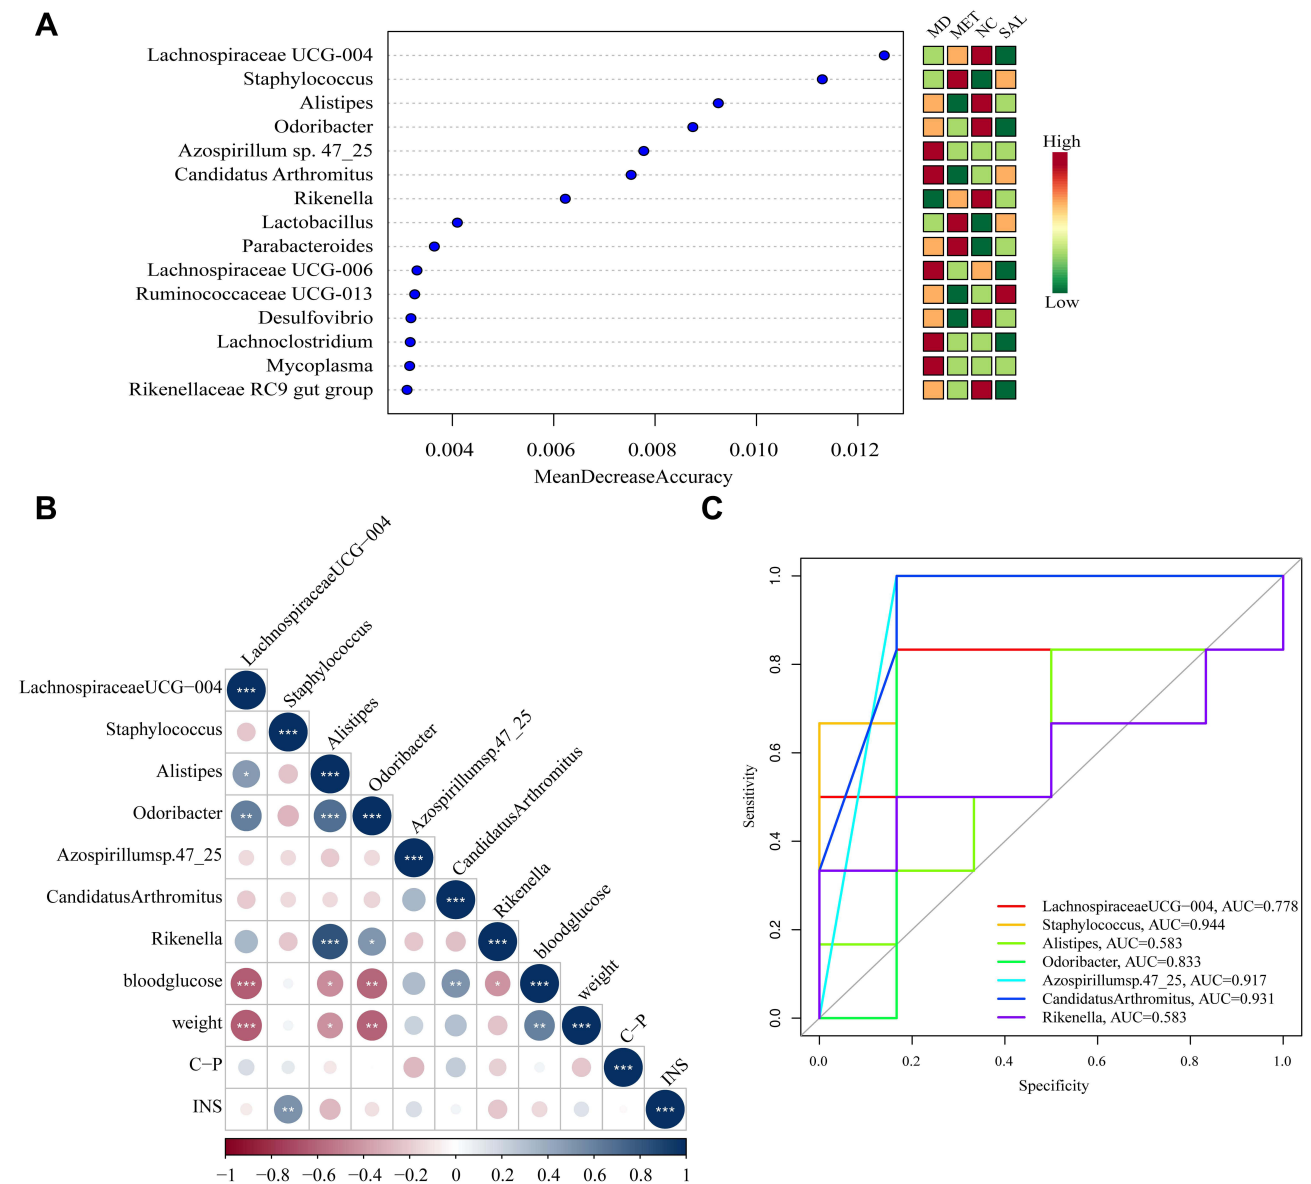 A
MD MET NC SAL
Lachnospiraceae UCG-004
Staphylococcus
Alistipes
Odoribacter
Azospirillum sp. 47_25
Candidatus Arthromitus
Rikenella
Lactobacillus
Parabacteroides
Lachnospiraceae UCG-006
Ruminococcaceae UCG-013
Desulfovibrio
Lachnoclostridium
Mycoplasma
Rikenellaceae RC9 gut group
High
Low
0.004 0.006 0.008 0.010 0.012
MeanDecreaseAccuracy
B
LachnospiraceaeUCG−004
Staphylococcus
Alistipes
Odoribacter
Azospirillumsp.47_25
CandidatusArthromitus
Rikenella
bloodglucose
weight
C−P
INS
LachnospiraceaeUCG−004 ***
Staphylococcus ***
Alistipes * ***
Odoribacter ** *** ***
Azospirillumsp.47_25 ***
CandidatusArthromitus ***
Rikenella *** * ***
bloodglucose *** * ** ** * ***
weight *** * ** ** ***
C−P ***
INS ** ***
−1 −0.8 −0.6 −0.4 −0.2 0 0.2 0.4 0.6 0.8 1
C
Sensitivity
1.0
0.8
0.6
0.4
0.2
0.0
LachnospiraceaeUCG−004, AUC=0.778
Staphylococcus, AUC=0.944
Alistipes, AUC=0.583
Odoribacter, AUC=0.833
Azospirillumsp.47_25, AUC=0.917
CandidatusArthromitus, AUC=0.931
Rikenella, AUC=0.583
0.0 0.2 0.4 0.6 0.8 1.0
Specificity